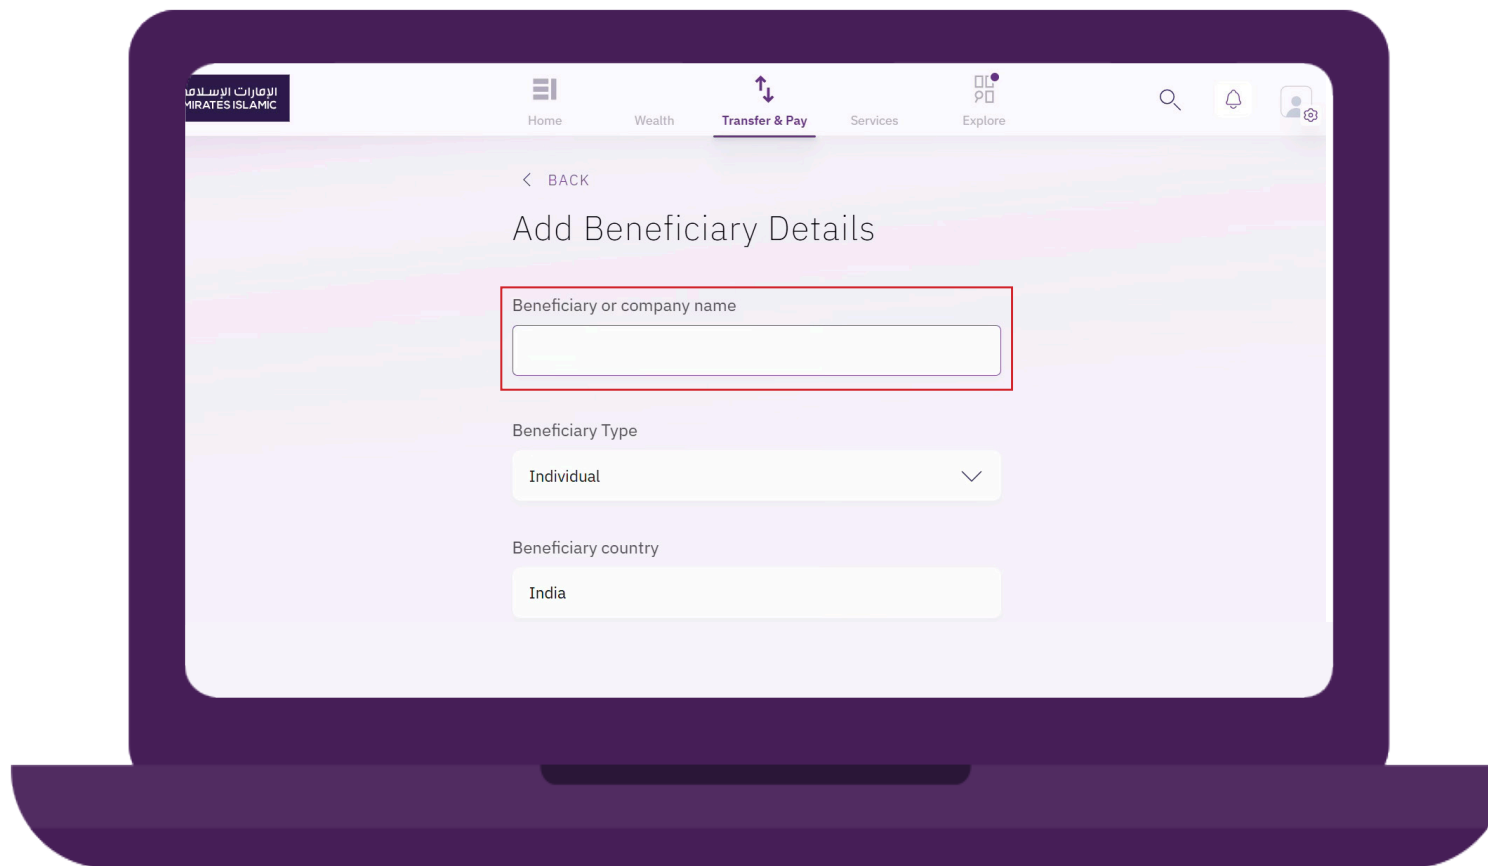 الإمارات الإسلامي
MIRATES ISLAMIC
Home
Wealth
Transfer & Pay
Services
Explore
BACK
Add Beneficiary Details
Beneficiary or company name
Beneficiary Type
Individual
Beneficiary country
India